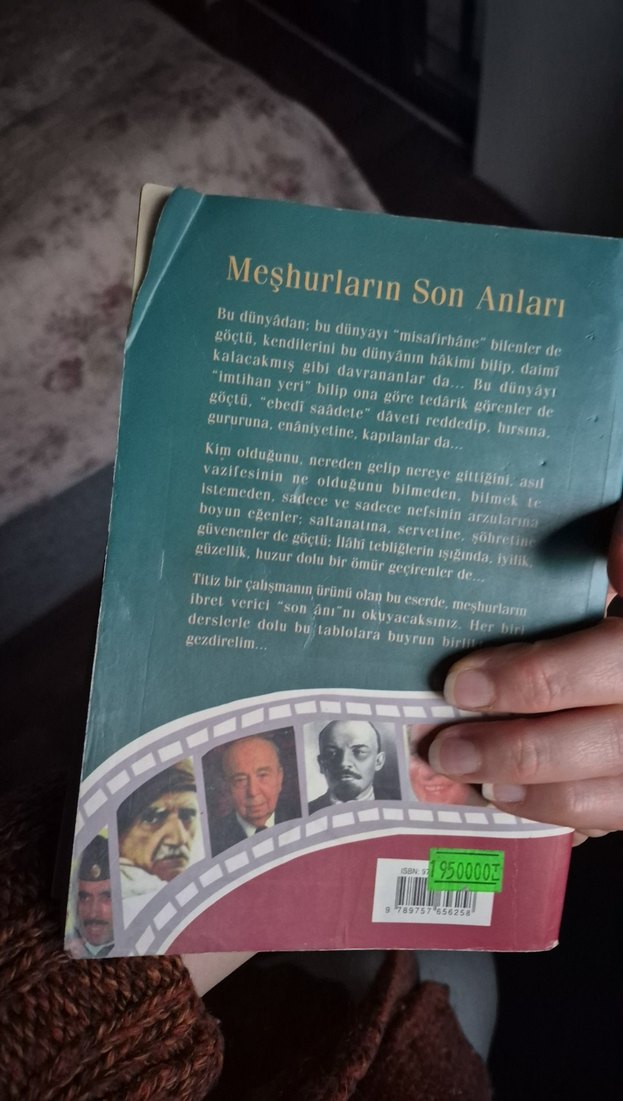 Meşhurların Son Anları
Bu dünyâdan; bu dünyayı “misafirhâne” bilenler de
göçtü, kendilerini bu dünyanın hâkimi bilip, daimî
kalacakmış gibi davrananlar da... Bu dünyâyı
“imtihan yeri” bilip ona göre tedârik görenler de
göçtü, “ebedî saâdete” dâveti reddedip, hırsına,
gururuna, enâniyetine, kapılanlar da...
Kim olduğunu, nereden gelip nereye gittiğini, asıl
vazifesinin ne olduğunu bilmeden, bilmek te
istemeden, sadece ve sadece nefsinin arzularına
boyun eğenler; saltanatına, servetine, şöhretine
güvenenler de göçtü; İlâhî tebliğlerin ışığında, iyilik,
güzellik, huzur dolu bir ömür geçirenler de...
Titiz bir çalışmanın ürünü olan bu eserde, meşhurların
ibret verici “son ânı”nı okuyacaksınız. Her biri
derslerle dolu bu tablolara buyrun
gezdirelim...
ISBN: 97
1950000
9 789757 656258